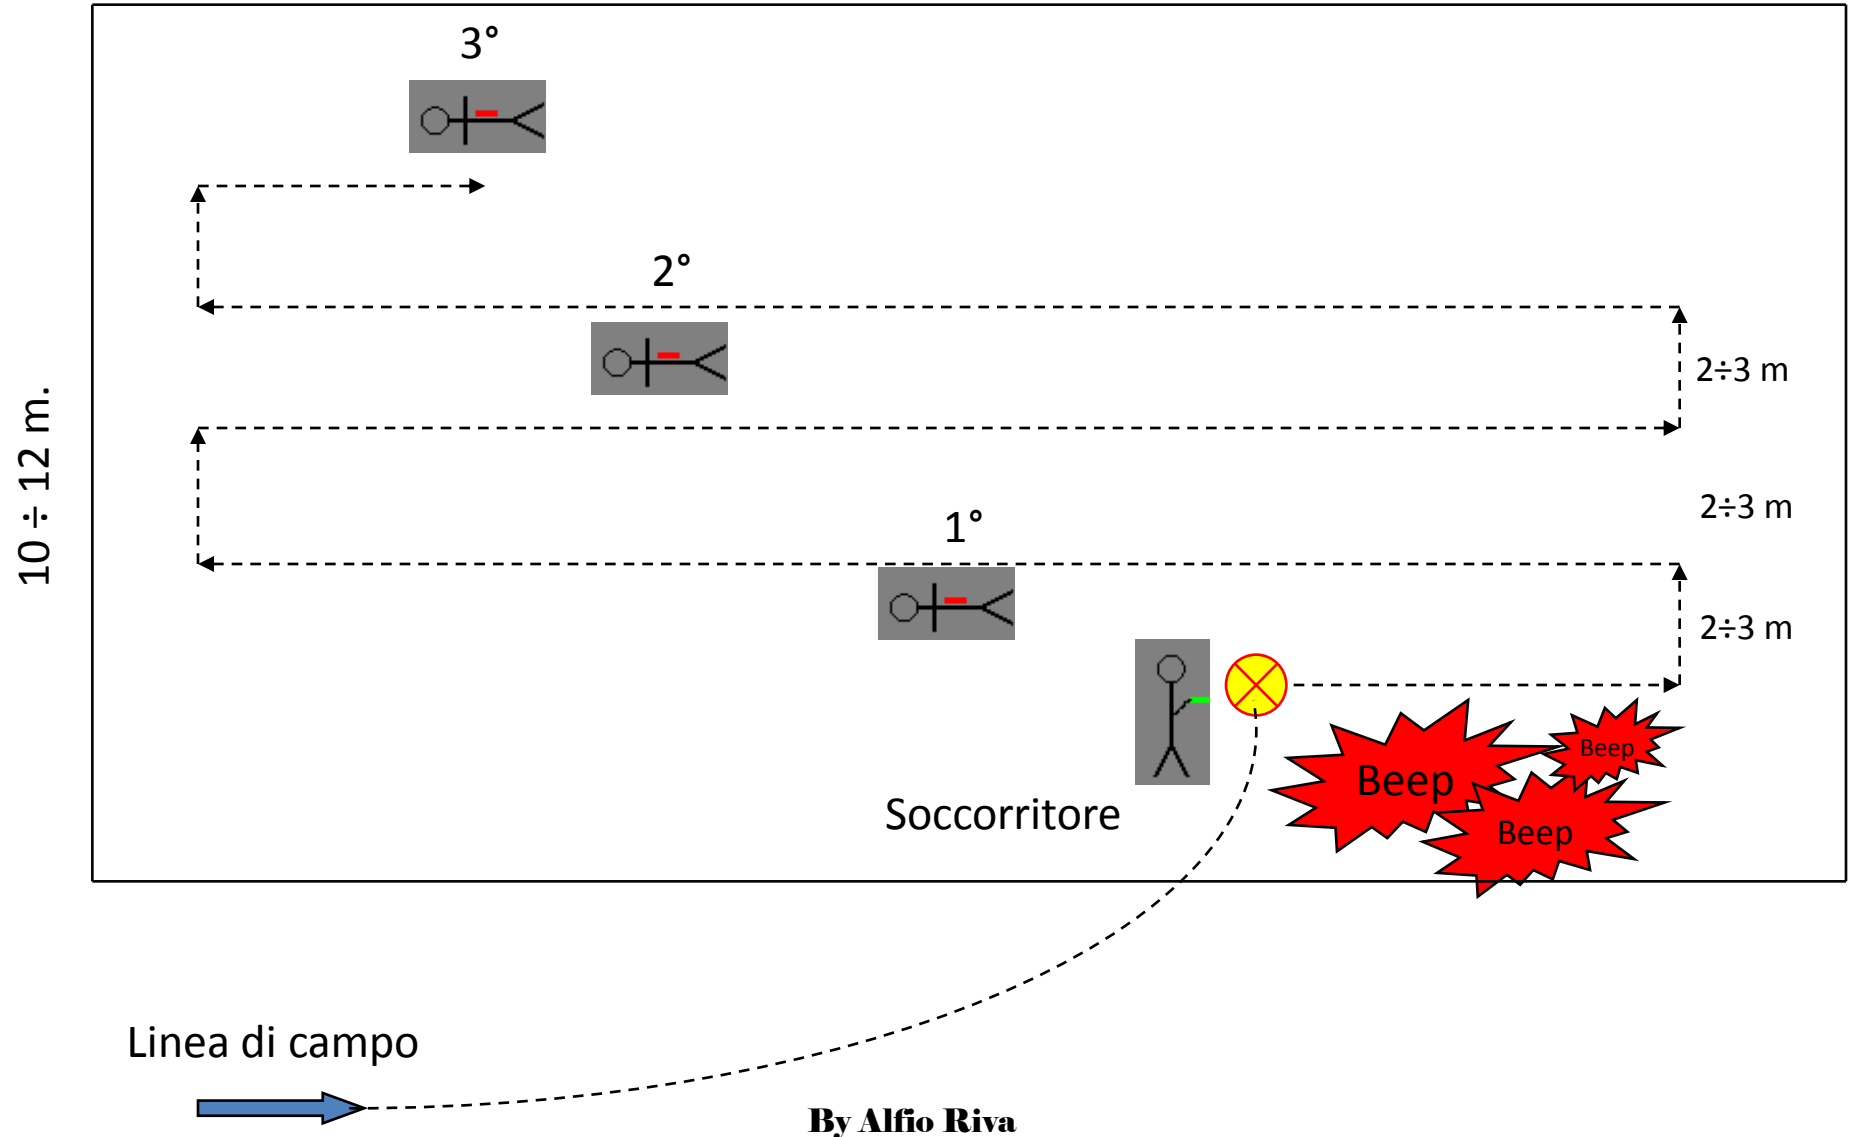 3°
2°
2÷3 m
10 ÷ 12 m.
2÷3 m
1°
2÷3 m
Beep
Beep
Beep
Soccorritore
Linea di campo
By Alfio Riva